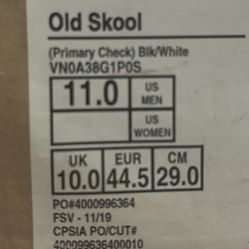 Old Skool
(Primary Check) Blk/White
VN0A38G1P0S
11.0 US MEN
US WOMEN
UK EUR CM
10.0 44.5 29.0
PO#4000996364
FSV - 11/19
CPSIA PO/CUT#
400099636400010